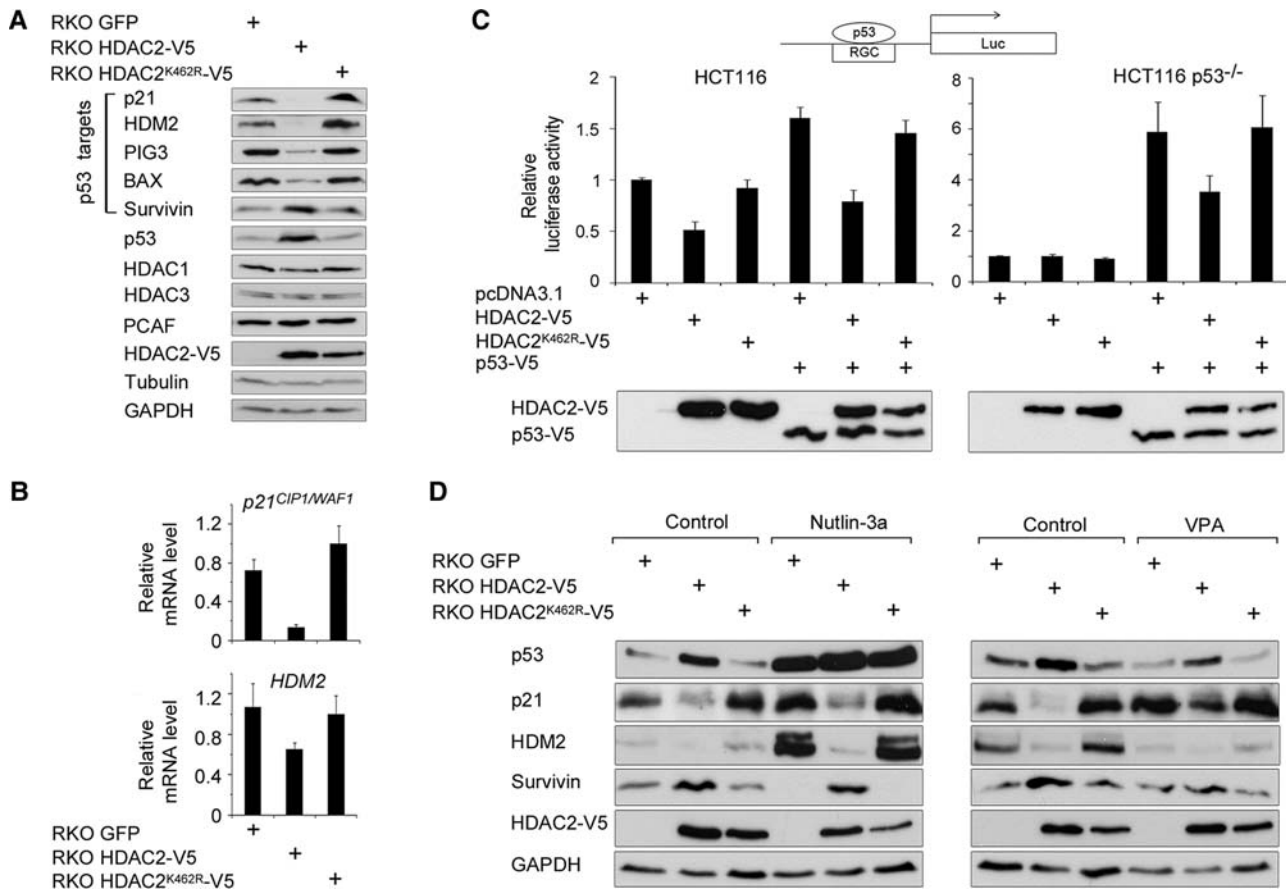 A
RKO GFP +
RKO HDAC2-V5 +
RKO HDAC2K462R-V5 +
p53 targets
p21
HDM2
PIG3
BAX
Survivin
p53
HDAC1
HDAC3
PCAF
HDAC2-V5
Tubulin
GAPDH
B
p21CIP1/WAF1
Relative mRNA level
1.2
0.8
0.4
0
HDM2
Relative mRNA level
1.2
0.8
0.4
0
RKO GFP +
RKO HDAC2-V5 +
RKO HDAC2K462R-V5 +
C
p53
RGC
Luc
HCT116
Relative luciferase activity
2
1.5
1
0.5
0
HCT116 p53-/-
8
6
4
2
0
pcDNA3.1 + + + +
HDAC2-V5 + + + +
HDAC2K462R-V5 + + + +
p53-V5 + + + + + +
HDAC2-V5
p53-V5
D
Control Nutlin-3a Control VPA
RKO GFP + + + +
RKO HDAC2-V5 + + + +
RKO HDAC2K462R-V5 + + + +
p53
p21
HDM2
Survivin
HDAC2-V5
GAPDH